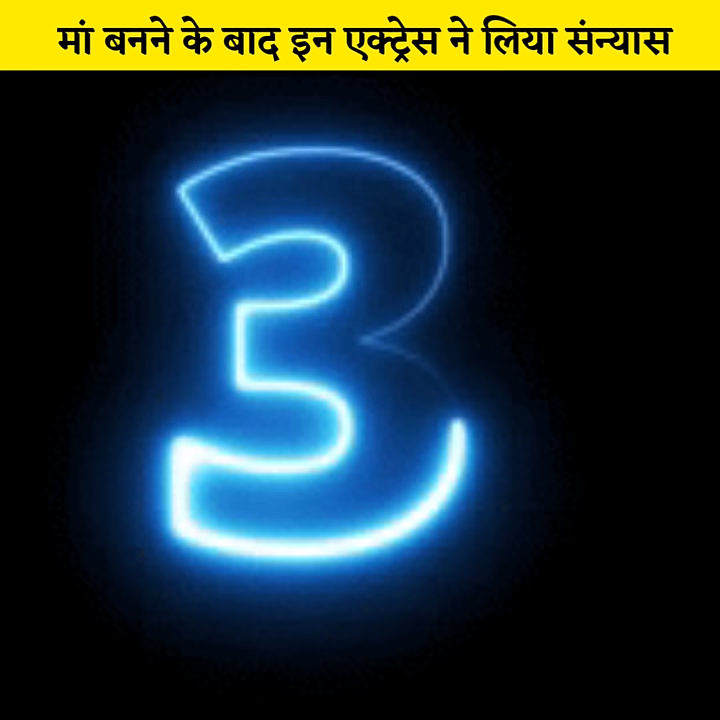 मां बनने के बाद इन एक्ट्रेस ने लिया संन्यास
3